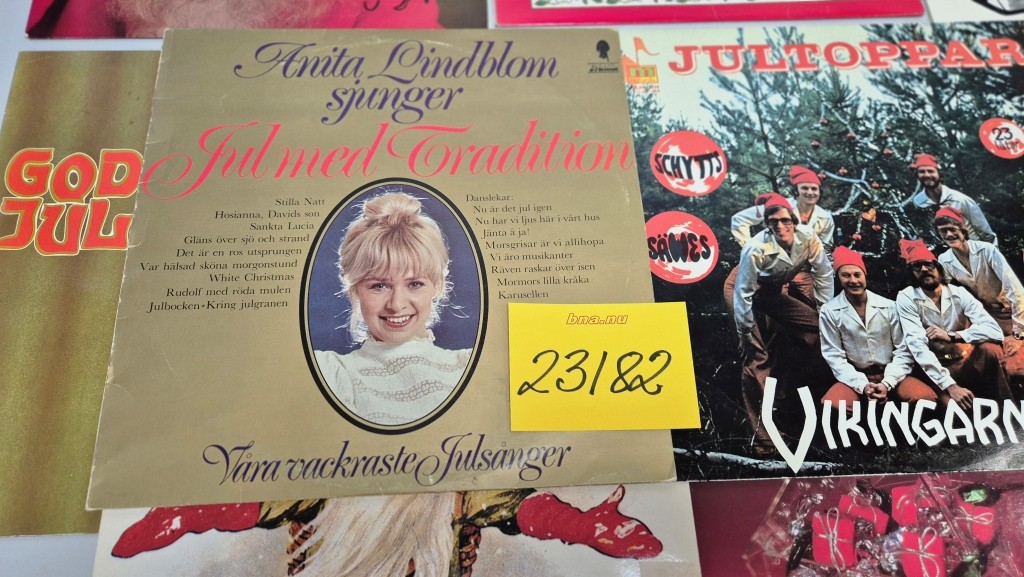 Anita Lindblom
sjunger
Jul med Tradition
Stilla Natt
Hosianna, Davids son
Sankta Lucia
Gläns över sjö och strand
Det är en ros utsprungen
Var hälsad sköna morgonstund
White Christmas
Rudolf med röda mulen
Julbocken-Kring julgranen
Danslekar:
Nu är det jul igen
Nu har vi ljus här i vårt hus
Jänta å ja!
Morsgrisar är vi allihopa
Vi äro musikanter
Räven raskar över isen
Mormors lilla kråka
Karusellen
Våra vackraste Julsånger
GOD
JUL
JULTOPPAR
SCHYTTS
SÄWES
23
VIKINGARN
bna.nu
23182